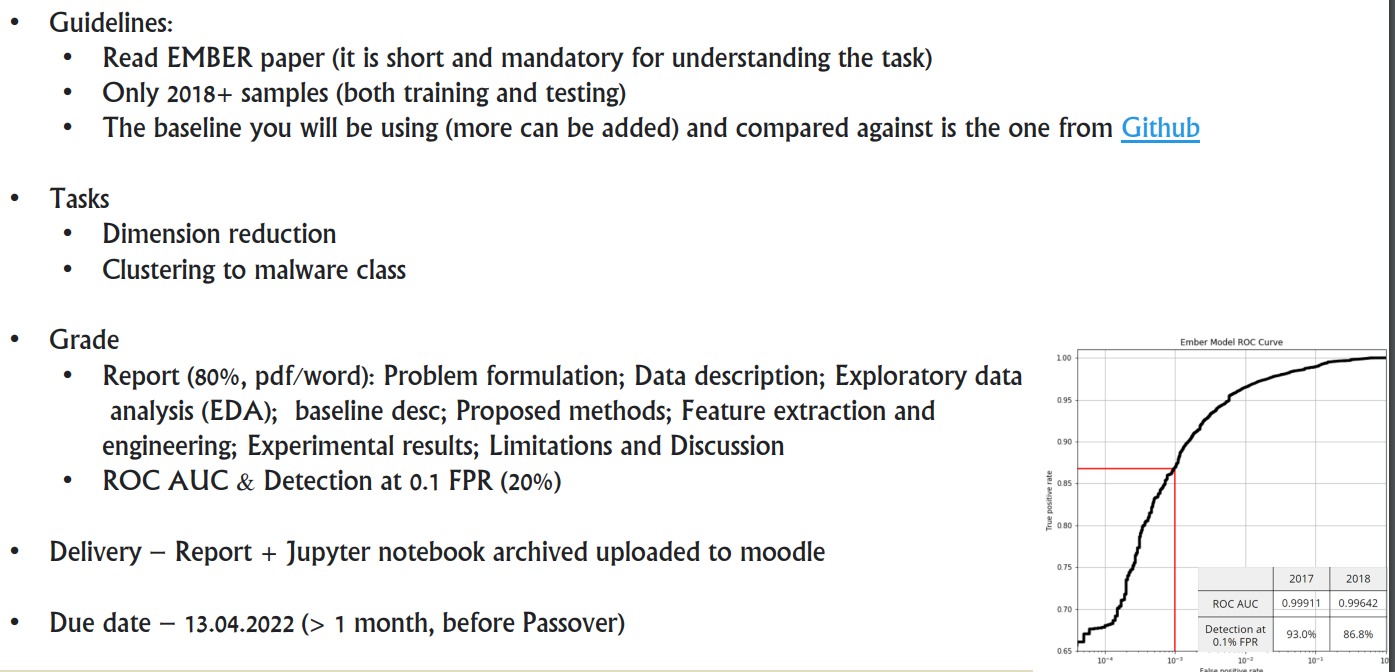 • Guidelines:
• Read EMBER paper (it is short and mandatory for understanding the task)
• Only 2018+ samples (both training and testing)
• The baseline you will be using (more can be added) and compared against is the one from Github
• Tasks
• Dimension reduction
• Clustering to malware class
• Grade
• Report (80%, pdf/word): Problem formulation; Data description; Exploratory data
analysis (EDA); baseline desc; Proposed methods; Feature extraction and
engineering; Experimental results; Limitations and Discussion
• ROC AUC & Detection at 0.1 FPR (20%)
• Delivery – Report + Jupyter notebook archived uploaded to moodle
• Due date – 13.04.2022 (> 1 month, before Passover)
Ember Model ROC Curve
1.00
0.95
0.90
0.85
0.80
0.75
0.70
0.65
True positive rate
2017 2018
ROC AUC 0.99911 0.99642
Detection at
0.1% FPR 93.0% 86.8%
10⁻⁴ 10⁻³ 10⁻² 10⁻¹ 10
False positive rate